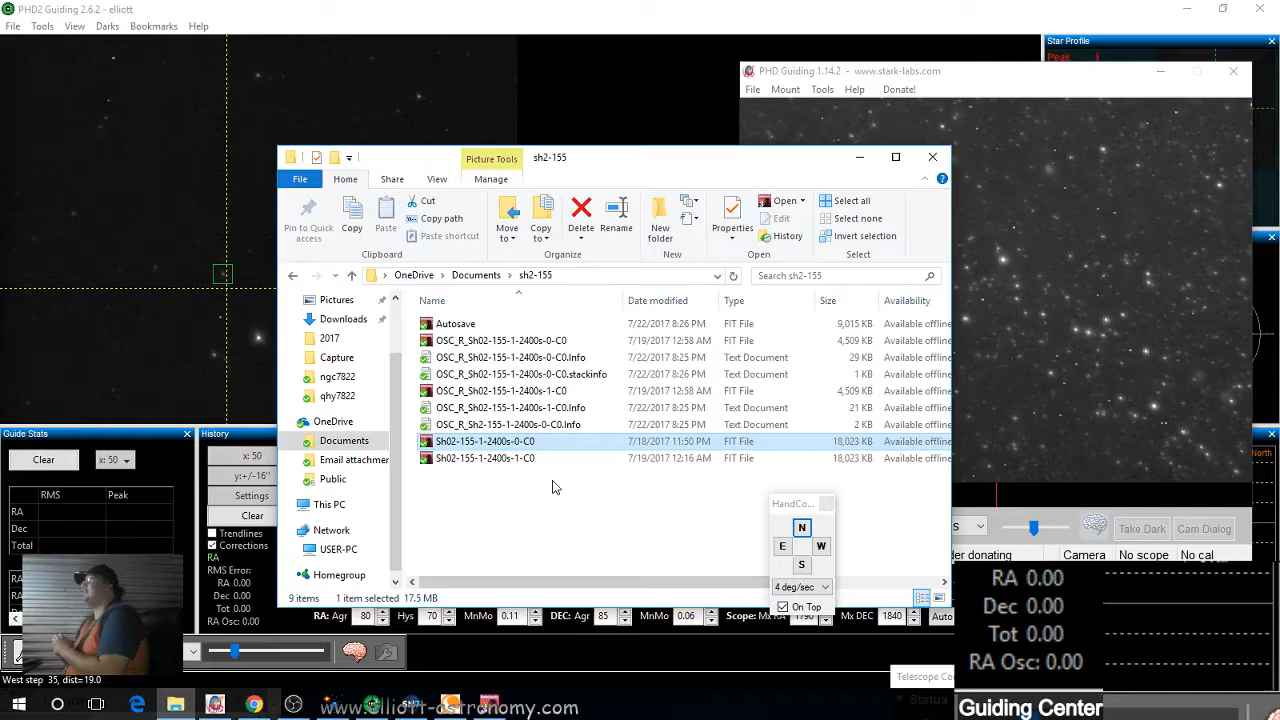 PHD2 Guiding 2.6.2 - elliott
File Tools View Darks Bookmarks Help
Star Profile
Peak
PHD Guiding 1.14.2 - www.stark-labs.com
File Mount Tools Help Donate!
Picture Tools sh2-155
File Home Share View Manage
Pin to Quick access
Copy
Paste
Cut
Copy path
Paste shortcut
Clipboard
Move to
Copy to
Delete
Rename
Organize
New folder
New
Properties
Open
Edit
History
Open
Select all
Select none
Invert selection
Select
OneDrive Documents sh2-155
Search sh2-155
Name Date modified Type Size Availability
Autosave 7/22/2017 8:26 PM FIT File 9,015 KB Available offline
OSC_R_Sh02-155-1-2400s-0-C0 7/19/2017 12:58 AM FIT File 4,509 KB Available offline
OSC_R_Sh02-155-1-2400s-0-C0.Info 7/22/2017 8:25 PM Text Document 29 KB Available offline
OSC_R_Sh02-155-1-2400s-0-C0.stackinfo 7/22/2017 8:26 PM Text Document 1 KB Available offline
OSC_R_Sh02-155-1-2400s-1-C0 7/19/2017 12:58 AM FIT File 4,509 KB Available offline
OSC_R_Sh02-155-1-2400s-1-C0.Info 7/22/2017 8:25 PM Text Document 21 KB Available offline
OSC_R_Sh2-155-1-2400s-0-C0.Info 7/22/2017 8:25 PM Text Document 2 KB Available offline
Sh02-155-1-2400s-0-C0 7/18/2017 11:50 PM FIT File 18,023 KB Available offline
Sh02-155-1-2400s-1-C0 7/19/2017 12:16 AM FIT File 18,023 KB Available offline
Pictures
Downloads
2017
Capture
ngc7822
qhy7822
OneDrive
Documents
Email attachmer
Public
This PC
Network
USER-PC
Homegroup
9 items 1 item selected 17.5 MB
Guide Stats
Clear x: 50
RMS Peak
RA
Dec
Total
RA
History
x: 50
y:+/-16"
Settings
Clear
Trendlines
Corrections
RA
RMS Error:
RA 0.00
Dec 0.00
Tot 0.00
RA Osc: 0.00
HandCo...
N
E W
S
4 deg/sec
On Top
RA: Agr 80 Hys 70 MnMo 0.11 DEC: Agr 85 MnMo 0.06 Scope: Mx RA 1790 Mx DEC 1840 Auto
S Take Dark Cam Dialog
der donating Camera No scope No cal
North
RA 0.00
Dec 0.00
Tot 0.00
RA Osc: 0.00
Telescope Co
Status
Guiding Center
West step 35, dist=19.0
www.elliott-astronomy.com